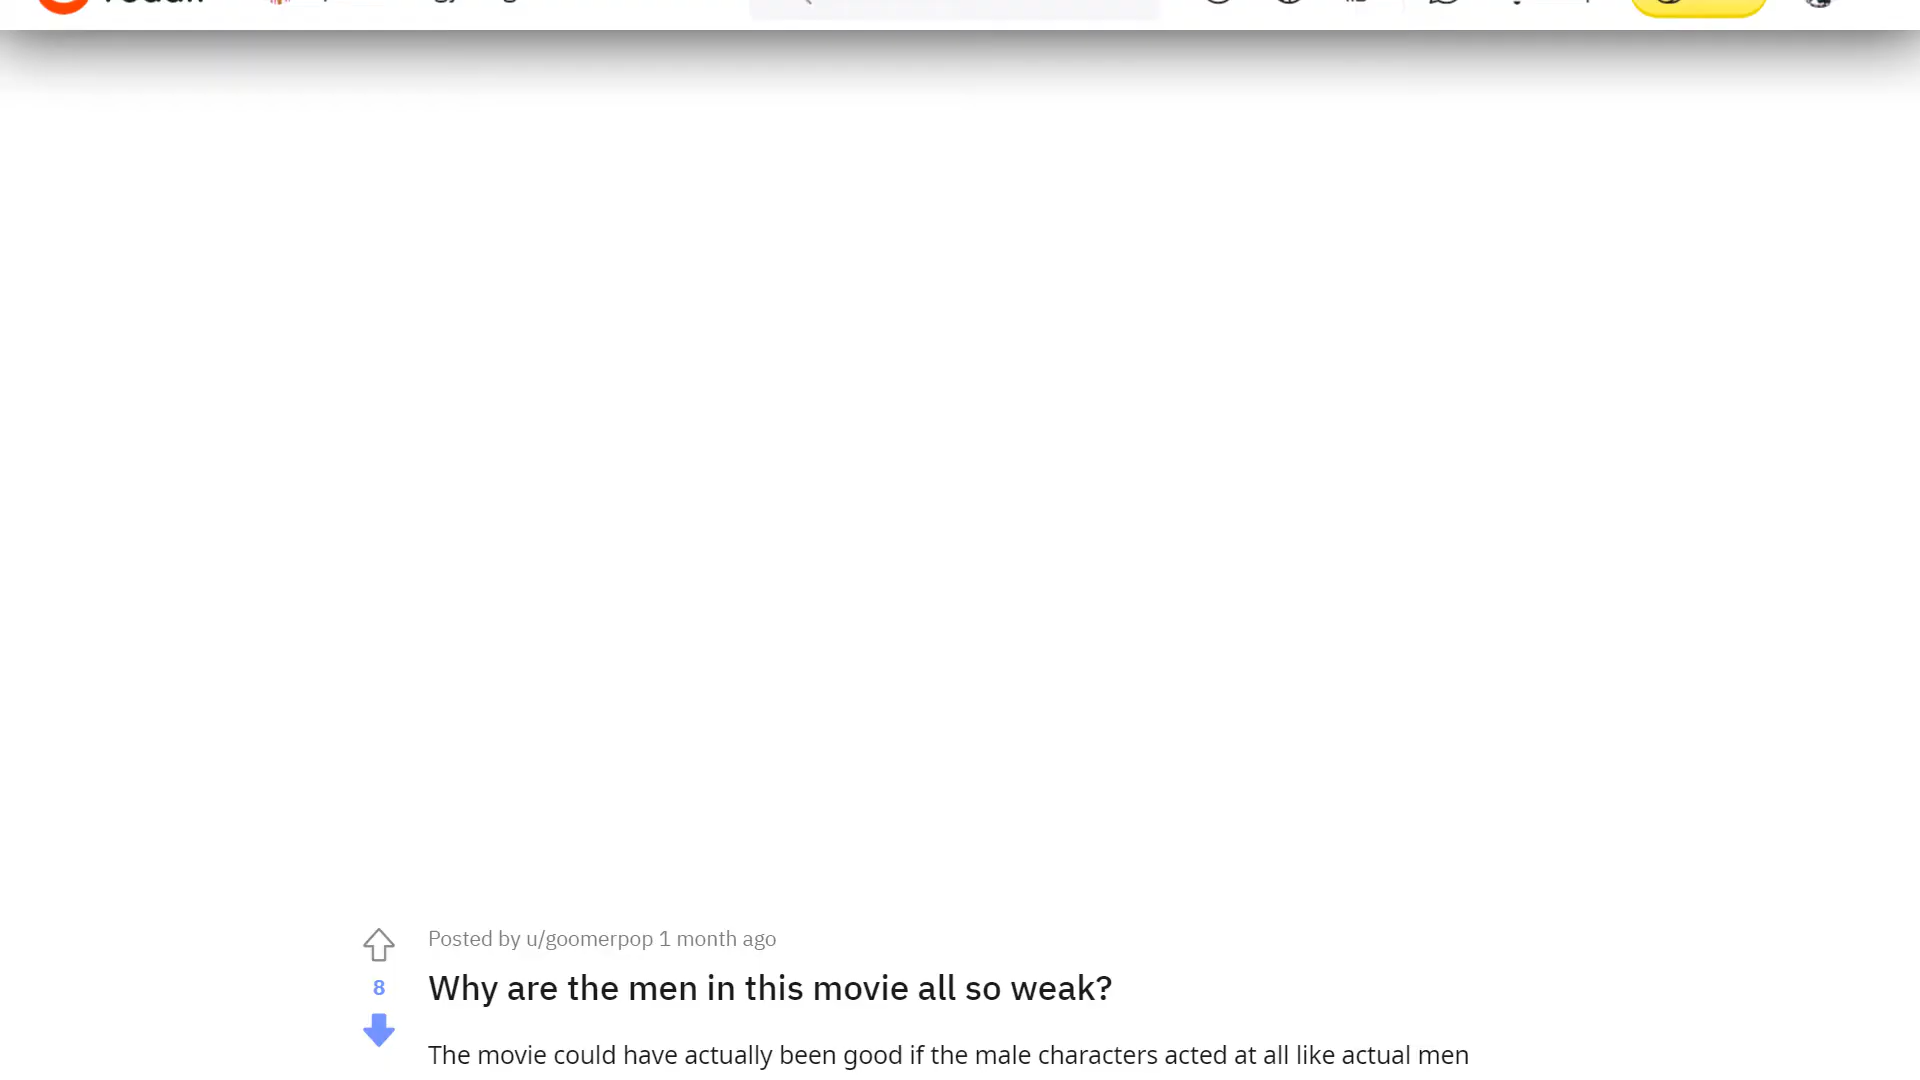 Posted by u/goomerpop 1 month ago
8
Why are the men in this movie all so weak?
The movie could have actually been good if the male characters acted at all like actual men